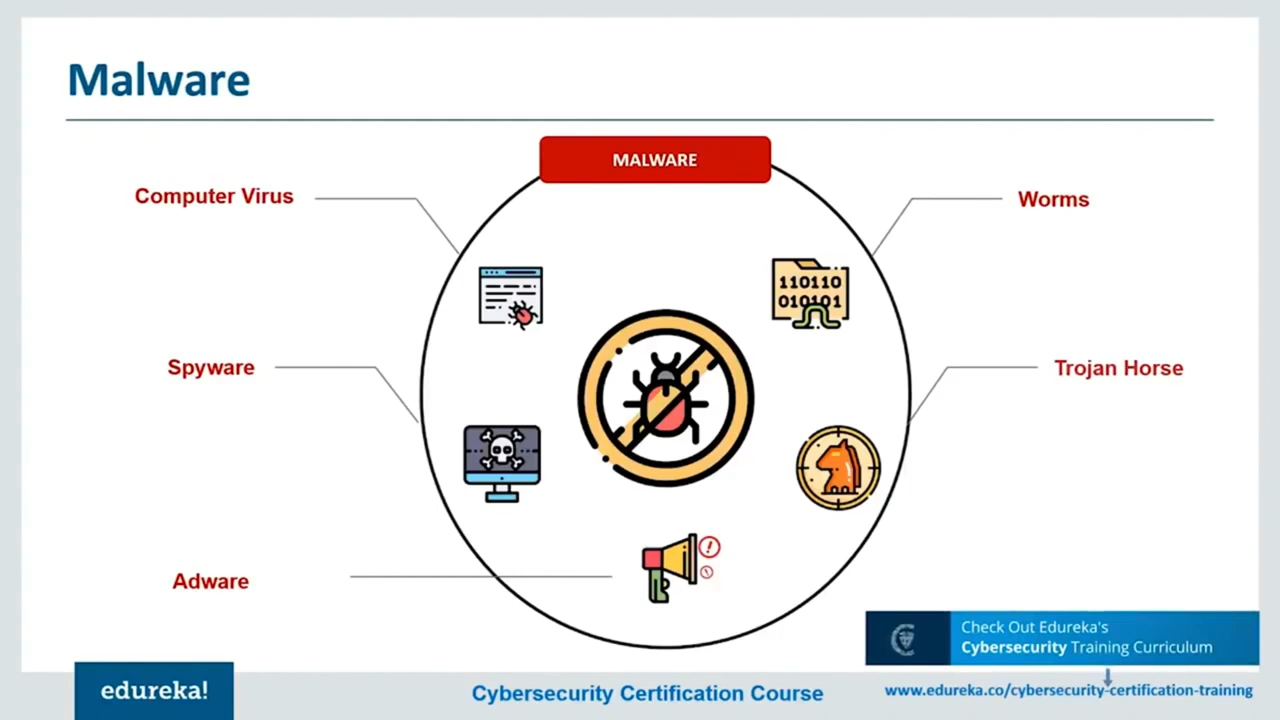 Malware
MALWARE
Computer Virus
Worms
110110
010101
Spyware
Trojan Horse
Adware
Check Out Edureka's
Cybersecurity Training Curriculum
edureka!
Cybersecurity Certification Course
www.edureka.co/cybersecurity-certification-training